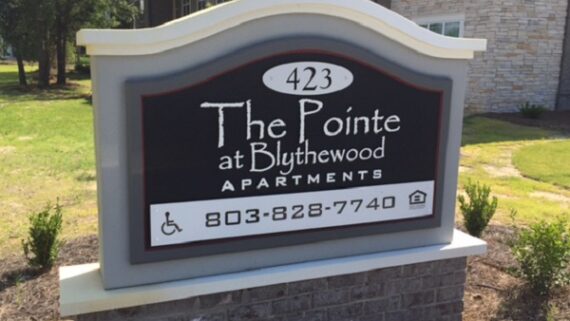 423
The Pointe
at Blythewood
APARTMENTS
803-828-7740